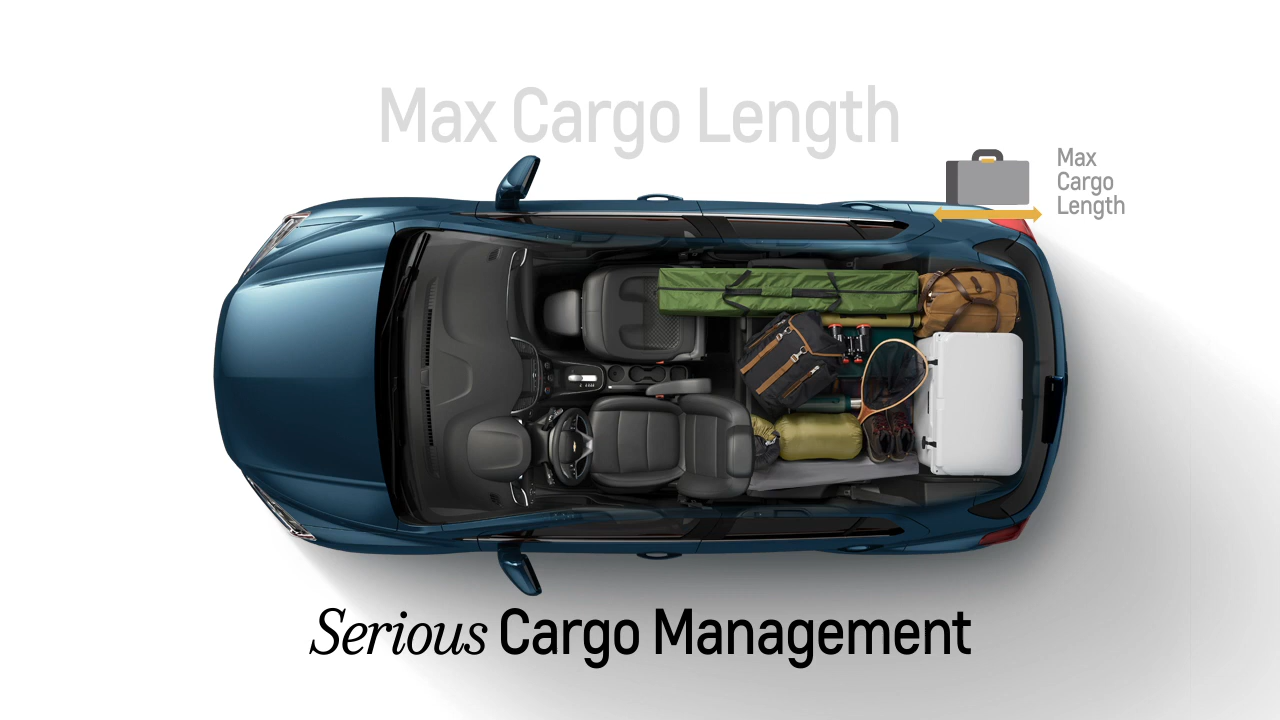 Max Cargo Length
Max
Cargo
Length
Serious Cargo Management